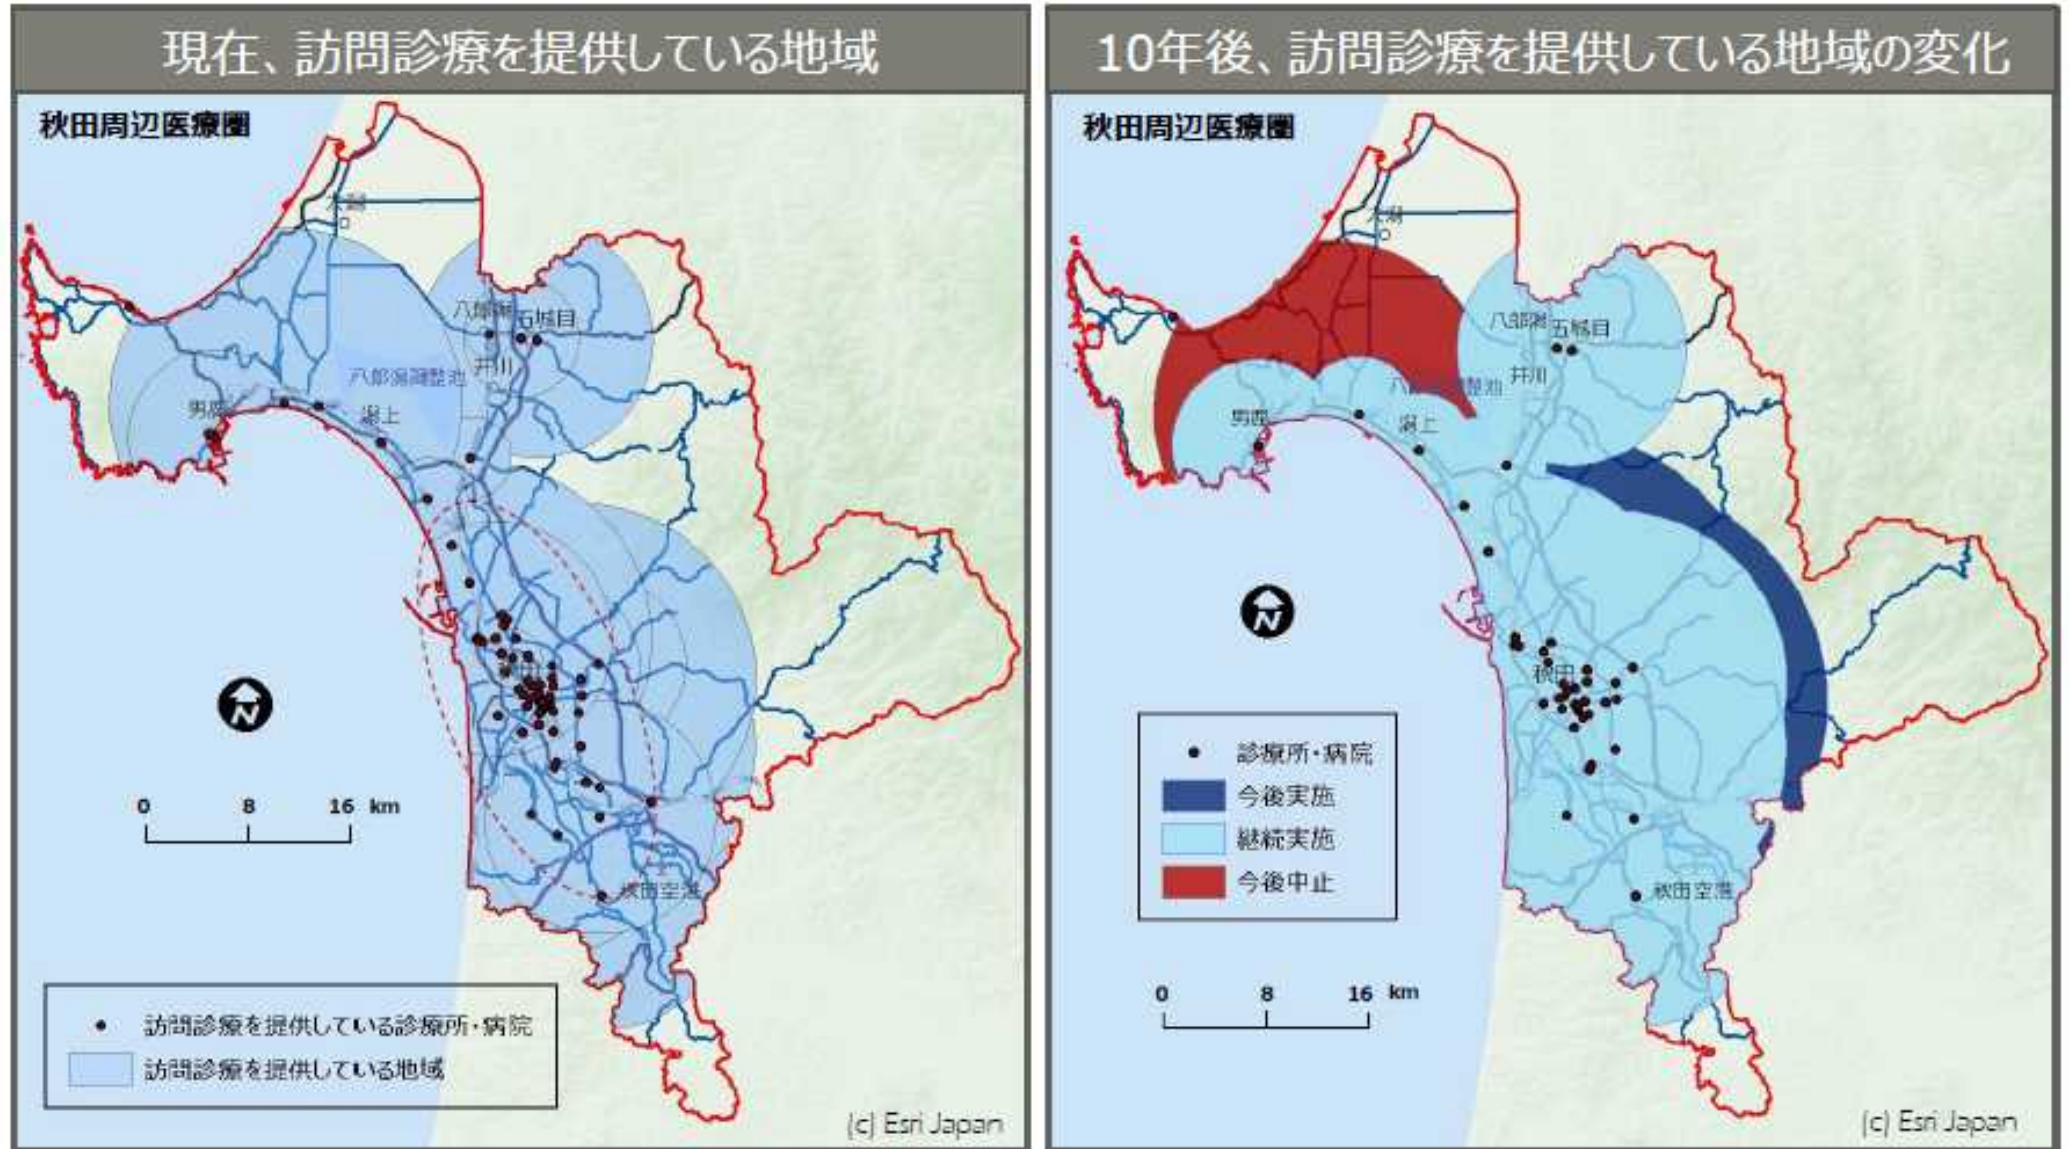 現在、訪問診療を提供している地域
秋田周辺医療圏
大潟
八郎潟
五城目
井川
八郎潟調整池
男鹿
潟上
秋田
秋田空港
N
0 8 16 km
訪問診療を提供している診療所・病院
訪問診療を提供している地域
(c) Esri Japan
10年後、訪問診療を提供している地域の変化
秋田周辺医療圏
大潟
八郎潟
五城目
井川
男鹿
潟上
秋田
秋田空港
N
診療所・病院
今後実施
継続実施
今後中止
0 8 16 km
(c) Esri Japan